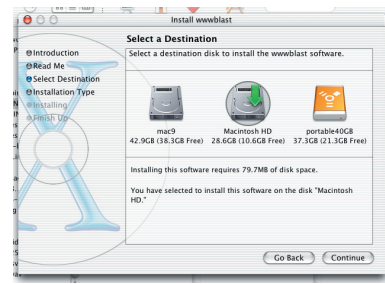 Install wwwblast
Select a Destination
Introduction
Read Me
Select Destination
Installation Type
Installing
Finish Up
Select a destination disk to install the wwwblast software.
mac9
42.9GB (38.3GB Free)
Macintosh HD
28.6GB (10.6GB Free)
portable40GB
37.3GB (21.3GB Free)
Installing this software requires 79.7MB of disk space.
You have selected to install this software on the disk "Macintosh
HD."
Go Back
Continue